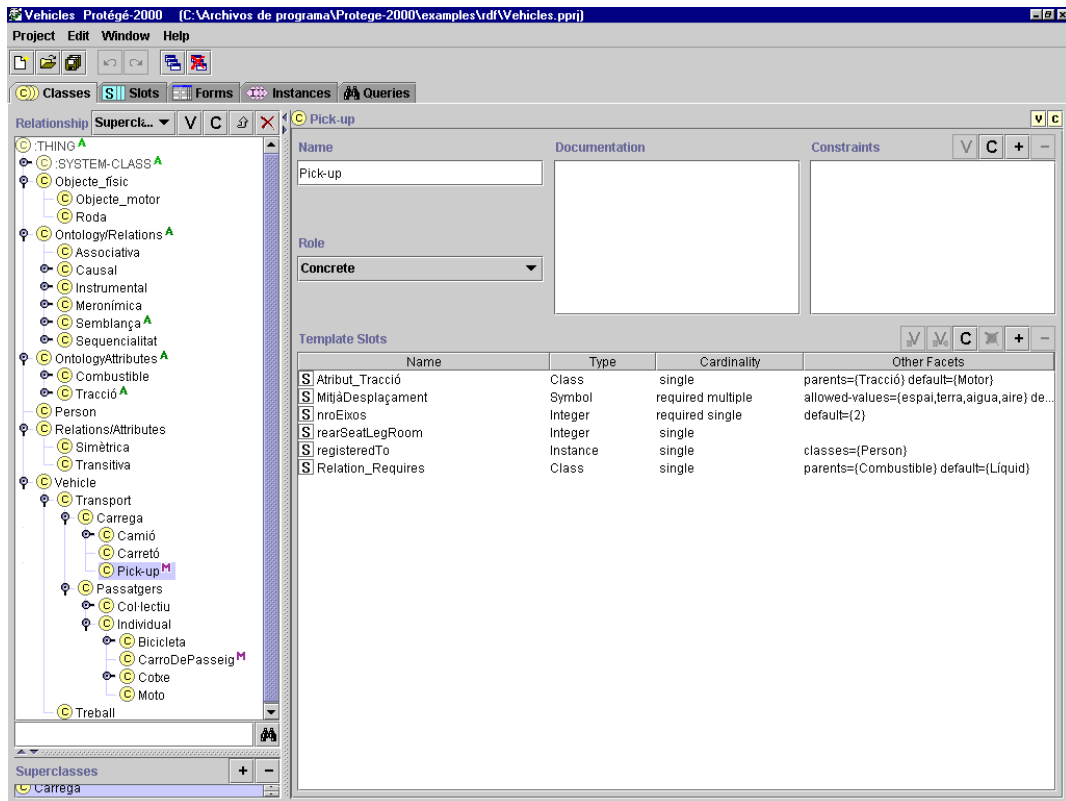 Vehicles Protégé-2000 (C:\Archivos de programa\Protege-2000\examples\rdf\Vehicles.pprj)
Project Edit Window Help
Classes Slots Forms Instances Queries
Relationship Supercla... V C
:THING A
:SYSTEM-CLASS A
Objecte_físic
Objecte_motor
Roda
Ontology/Relations A
Associativa
Causal
Instrumental
Meronímica
Semblança A
Sequencialitat
OntologyAttributes A
Combustible
Tracció A
Person
Relations/Attributes
Simètrica
Transitiva
Vehicle
Transport
Carrega
Camió
Carretó
Pick-up M
Passatgers
Col·lectiu
Individual
Bicicleta
CarroDePasseig M
Cotxe
Moto
Treball
Superclasses + -
Carrega
C Pick-up V C
Name Documentation Constraints V C + -
Pick-up
Role
Concrete
Template Slots V V C + -
Name Type Cardinality Other Facets
S Atribut_Tracció Class single parents={Tracció} default={Motor}
S MitjàDesplaçament Symbol required multiple allowed-values={espai,terra,aigua,aire} de...
S nroEixos Integer required single default={2}
S rearSeatLegRoom Integer single
S registeredTo Instance single classes={Person}
S Relation_Requires Class single parents={Combustible} default={Líquid}